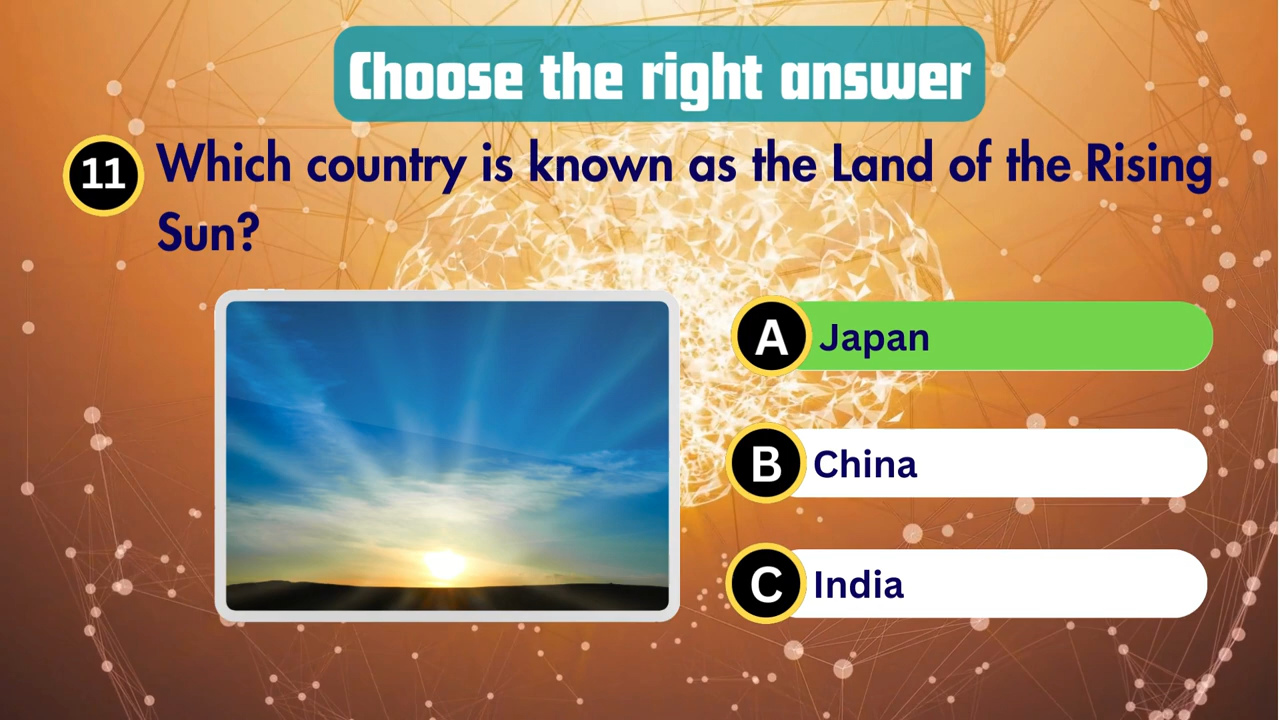 Choose the right answer
11 Which country is known as the Land of the Rising
Sun?
A Japan
B China
C India